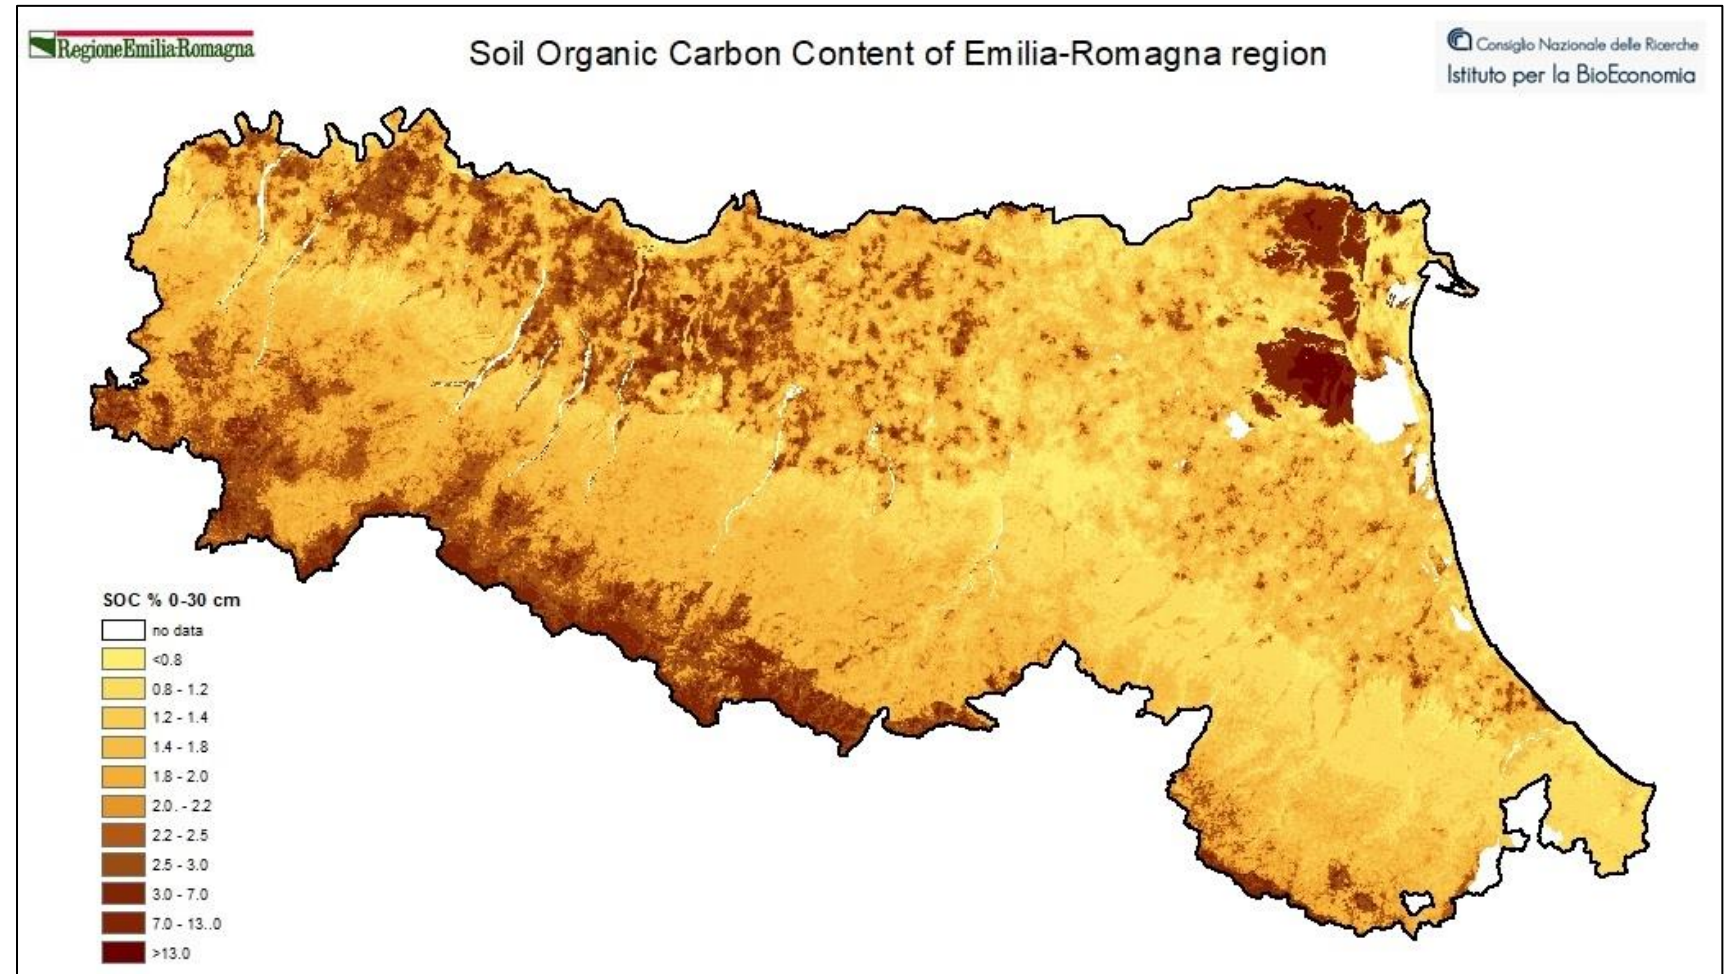 RegioneEmilia-Romagna
Soil Organic Carbon Content of Emilia-Romagna region
Consiglio Nazionale delle Ricerche
Istituto per la BioEconomia
SOC % 0-30 cm
no data
<0.8
0.8 - 1.2
1.2 - 1.4
1.4 - 1.8
1.8 - 2.0
2.0. - 2.2
2.2 - 2.5
2.5 - 3.0
3.0 - 7.0
7.0 - 13..0
>13.0